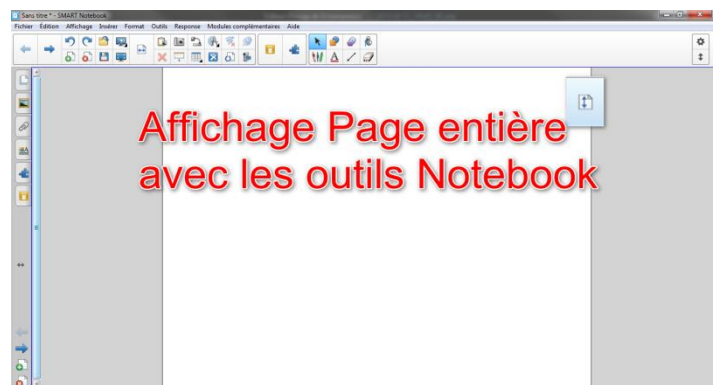 Sans titre * - SMART Notebook
Fichier Edition Affichage Insérer Format Outils Response Modules complémentaires Aide
Affichage Page entière
avec les outils Notebook